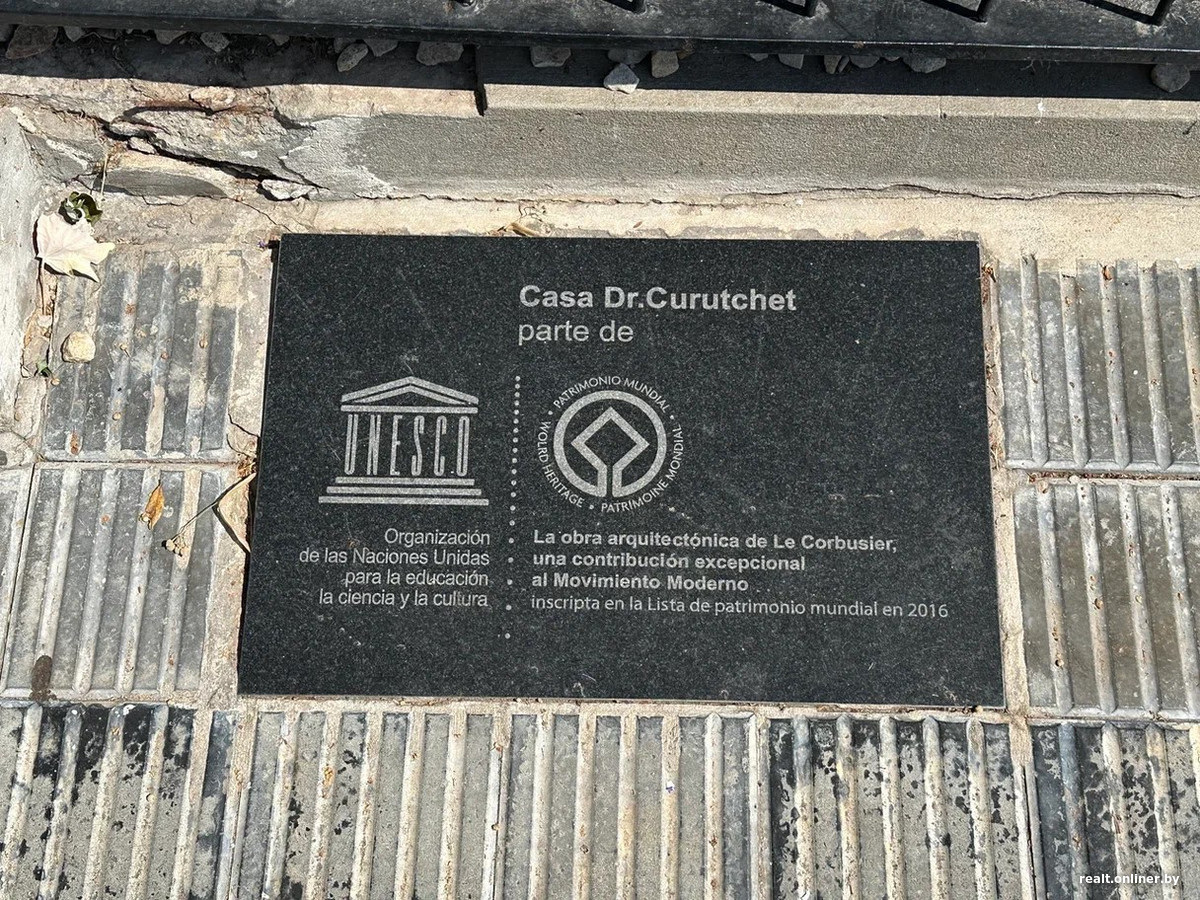 Casa Dr.Curutchet
parte de
UNESCO
PATRIMONIO MUNDIAL • WOLRD HERITAGE • PATRIMOINE MONDIAL •
Organización
de las Naciones Unidas
para la educación
la ciencia y la cultura
La obra arquitectónica de Le Corbusier,
una contribución excepcional
al Movimiento Moderno
inscripta en la Lista de patrimonio mundial en 2016
realt.onliner.by